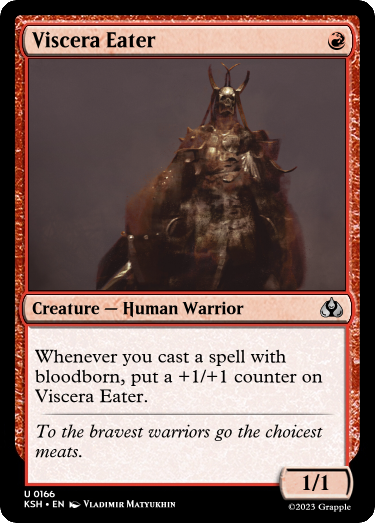 Viscera Eater
Creature — Human Warrior
Whenever you cast a spell with
bloodborn, put a +1/+1 counter on
Viscera Eater.
To the bravest warriors go the choicest
meats.
1/1
U 0166
KSH • EN Vladimir Matyukhin
©2023 Grapple